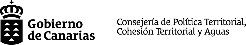 Gobierno
de Canarias
Consejería de Política Territorial,
Cohesión Territorial y Aguas